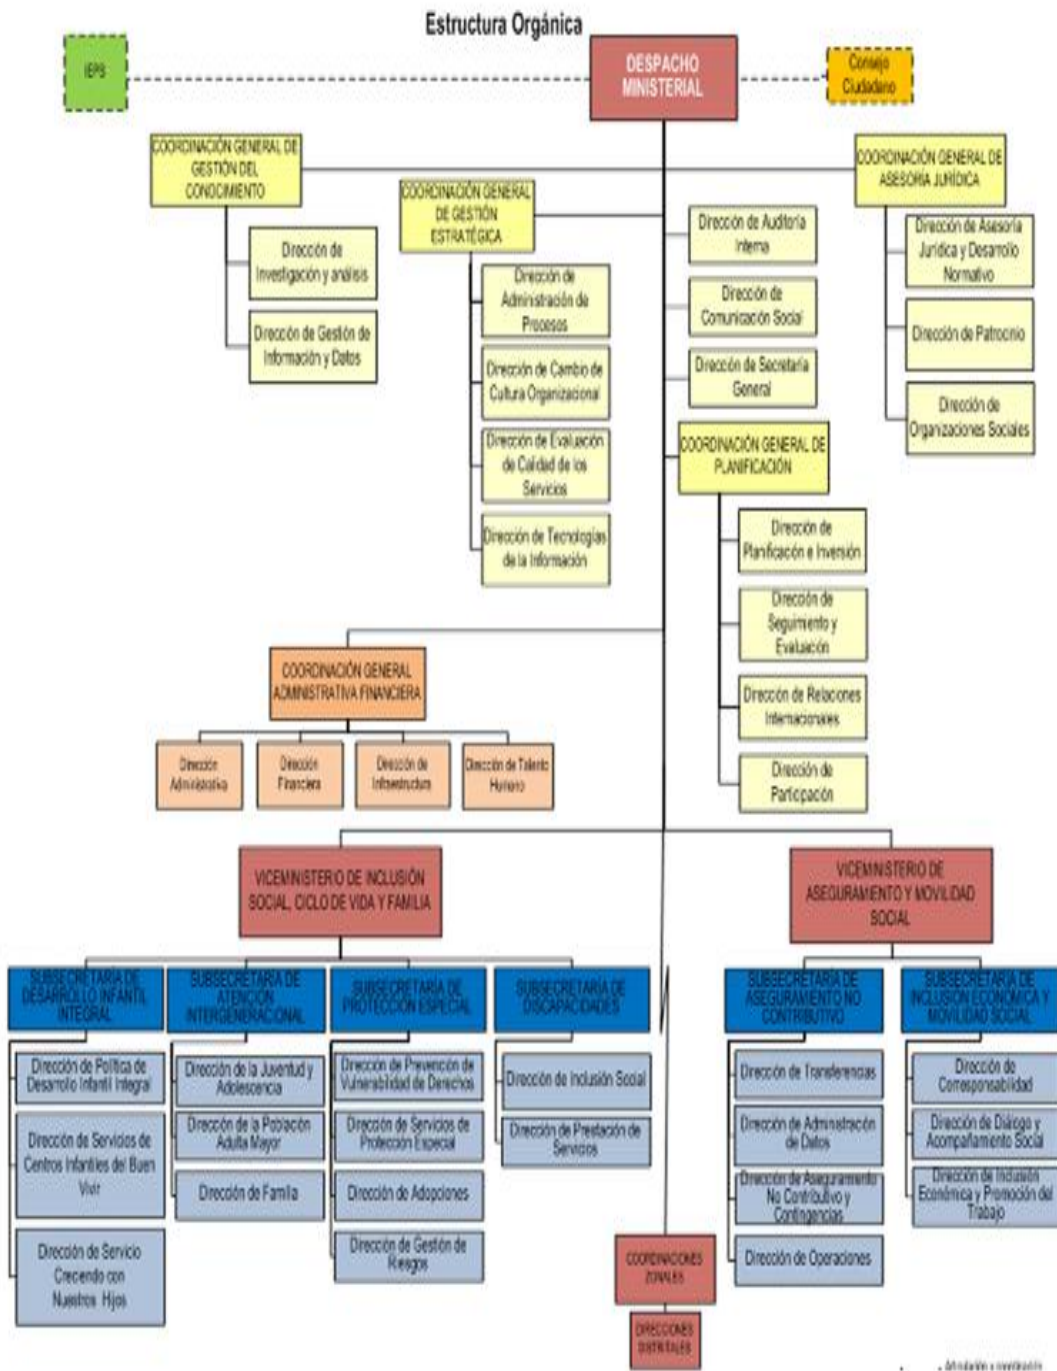 Estructura Orgánica
IEPS
DESPACHO
MINISTERIAL
Consejo
Ciudadano
COORDINACIÓN GENERAL DE
GESTIÓN DEL
CONOCIMIENTO
COORDINACIÓN GENERAL DE
ASESORIA JURÍDICA
COORDINACIÓN GENERAL
DE GESTIÓN
ESTRATÉGICA
Dirección de
Investigación y análisis
Dirección de Gestión de
Información y Datos
Dirección de
Administración de
Procesos
Dirección de Cambio de
Cultura Organizacional
Dirección de Evaluación
de Calidad de los
Servicios
Dirección de Tecnologías
de la Información
Dirección de Auditoría
Interna
Dirección de
Comunicación Social
Dirección de Secretaría
General
Dirección de Asesoría
Jurídica y Desarrollo
Normativo
Dirección de Patrocinio
Dirección de
Organizaciones Sociales
COORDINACIÓN GENERAL DE
PLANIFICACIÓN
Dirección de
Planificación e Inversión
Dirección de
Seguimiento y
Evaluación
Dirección de Relaciones
Internacionales
Dirección de
Participación
COORDINACIÓN GENERAL
ADMINISTRATIVA FINANCIERA
Dirección
Administrativa
Dirección
Financiera
Dirección de
Infraestructura
Dirección de Talento
Humano
VICEMINISTERIO DE INCLUSIÓN
SOCIAL, CICLO DE VIDA Y FAMILIA
VICEMINISTERIO DE
ASEGURAMIENTO Y MOVILIDAD
SOCIAL
SUBSECRETARÍA DE
DESARROLLO INFANTIL
INTEGRAL
SUBSECRETARÍA DE
ATENCIÓN
INTERGENERACIONAL
SUBSECRETARÍA DE
PROTECCIÓN ESPECIAL
SUBSECRETARÍA DE
DISCAPACIDADES
SUBSECRETARÍA DE
ASEGURAMIENTO NO
CONTRIBUTIVO
SUBSECRETARÍA DE
INCLUSIÓN ECONÓMICA Y
MOVILIDAD SOCIAL
Dirección de Política de
Desarrollo Infantil Integral
Dirección de Servicios de
Centros Infantiles del Buen
Vivir
Dirección de Servicio
Creciendo con
Nuestros Hijos
Dirección de la Juventud y
Adolescencia
Dirección de la Población
Adulta Mayor
Dirección de Familia
Dirección de Prevención de
Vulnerabilidad de Derechos
Dirección de Servicios de
Protección Especial
Dirección de Adopciones
Dirección de Gestión de
Riesgos
Dirección de Inclusión Social
Dirección de Prestación de
Servicios
Dirección de Transferencias
Dirección de Administración
de Datos
Dirección de Aseguramiento
No Contributivo y
Contingencias
Dirección de Operaciones
Dirección de
Corresponsabilidad
Dirección de Diálogo y
Acompañamiento Social
Dirección de Inclusión
Económica y Promoción del
Trabajo
COORDINACIONES
ZONALES
DIRECCIONES
DISTRITALES